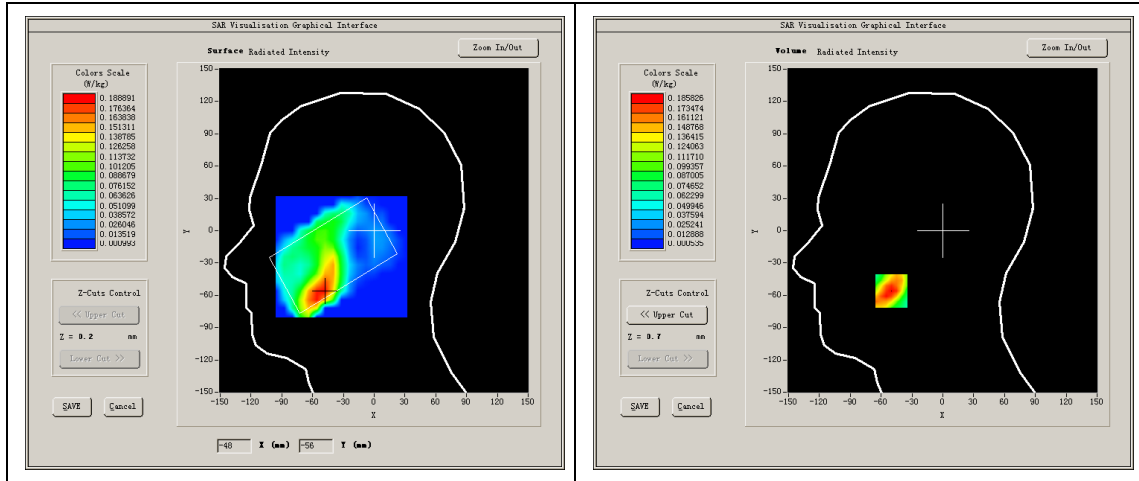 SAR Visualisation Graphical Interface
Surface Radiated Intensity
Zoom In/Out
Colors Scale
(W/kg)
0.188891
0.176364
0.163838
0.151311
0.138785
0.126258
0.113732
0.101205
0.088679
0.076152
0.063626
0.051099
0.038572
0.026046
0.013519
0.000993
Z-Cuts Control
<< Upper Cut
Z = 0.2 mm
Lower Cut >>
SAVE Cancel
150
120
90
60
30
0
-30
-60
-90
-120
-150
Y
-150 -120 -90 -60 -30 0 30 60 90 120 150
X
-48 X (mm) -56 Y (mm)
SAR Visualisation Graphical Interface
Volume Radiated Intensity
Zoom In/Out
Colors Scale
(W/kg)
0.185826
0.173474
0.161121
0.148768
0.136415
0.124063
0.111710
0.099357
0.087005
0.074652
0.062299
0.049946
0.037594
0.025241
0.012888
0.000535
Z-Cuts Control
<< Upper Cut
Z = 0.7 mm
Lower Cut >>
SAVE Cancel
150
120
90
60
30
0
-30
-60
-90
-120
-150
Y
-150 -120 -90 -60 -30 0 30 60 90 120 150
X